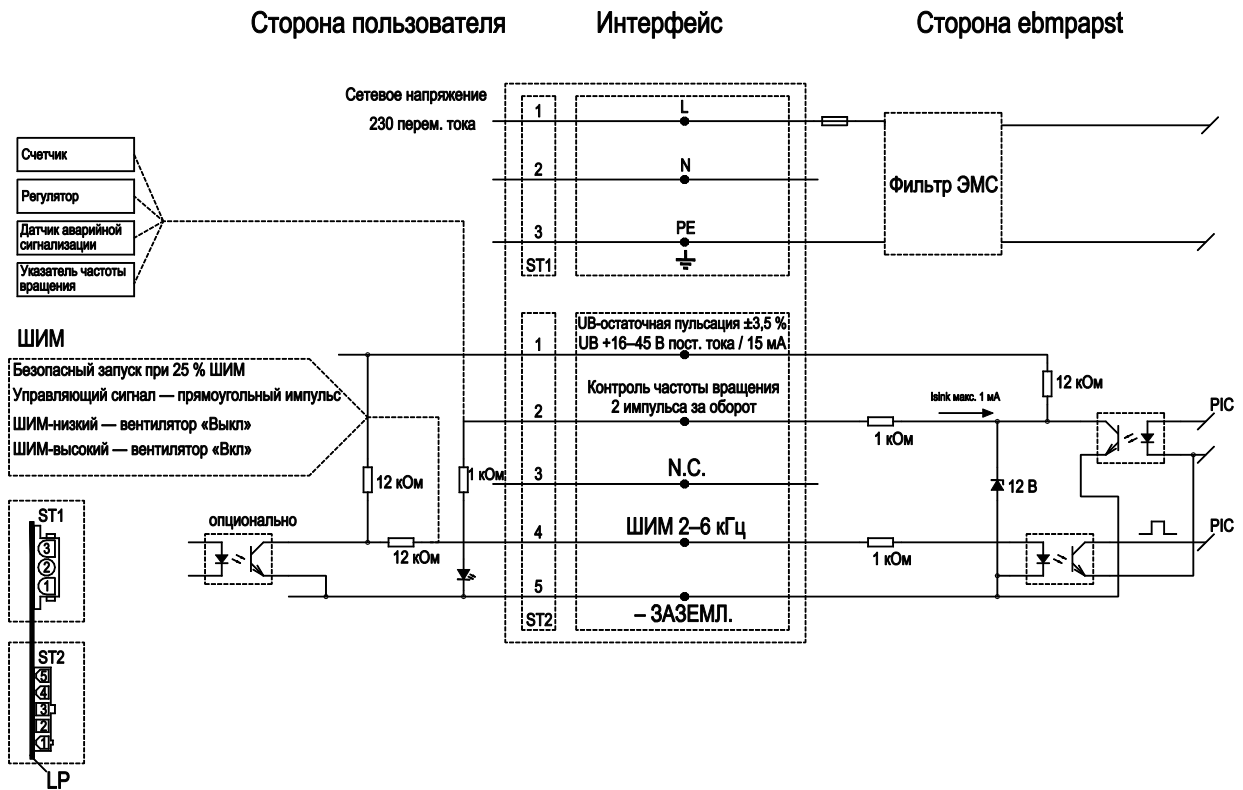 Сторона пользователя
Интерфейс
Сторона ebmpapst
Сетевое напряжение
230 перем. тока
1
L
2
N
3
PE
ST1
Фильтр ЭМС
Счетчик
Регулятор
Датчик аварийной
сигнализации
Указатель частоты
вращения
ШИМ
Безопасный запуск при 25 % ШИМ
Управляющий сигнал — прямоугольный импульс
ШИМ-низкий — вентилятор «Выкл»
ШИМ-высокий — вентилятор «Вкл»
12 кОм
1 кОм
опционально
12 кОм
UB-остаточная пульсация ±3,5 %
1
UB +16–45 В пост. тока / 15 мА
Контроль частоты вращения
2
2 импульса за оборот
N.C.
3
ШИМ 2–6 кГц
4
5
– ЗАЗЕМЛ.
ST2
12 кОм
Isink макс. 1 мА
1 кОм
PIC
12 В
1 кОм
PIC
ST1
3
2
1
ST2
5
4
3
2
1
LP